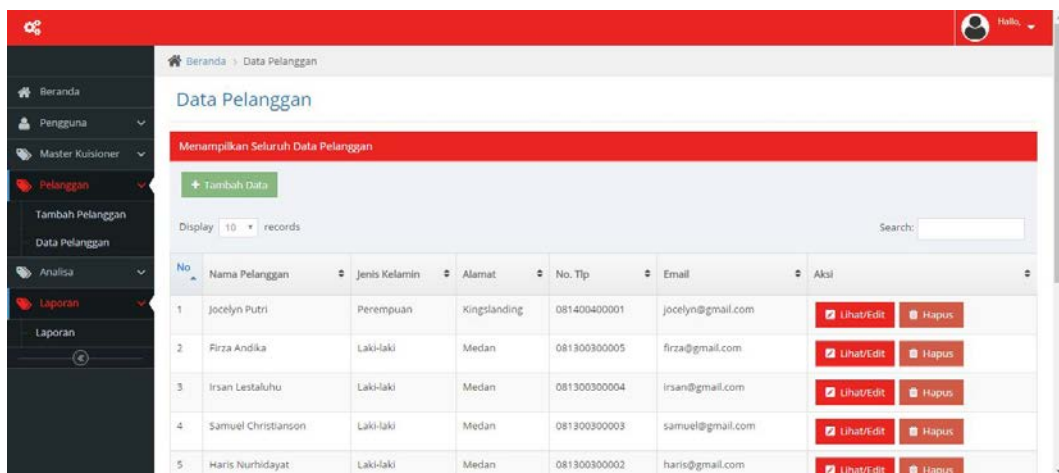 Hallo,
Beranda > Data Pelanggan
Beranda
Pengguna
Master Kuisioner
Pelanggan
Tambah Pelanggan
Data Pelanggan
Analisa
Laporan
Laporan
Data Pelanggan
Menampilkan Seluruh Data Pelanggan
+ Tambah Data
Display 10 records Search:
No Nama Pelanggan Jenis Kelamin Alamat No. Tlp Email Aksi
1 Jocelyn Putri Perempuan Kingslanding 081400400001 jocelyn@gmail.com Lihat/Edit Hapus
2 Firza Andika Laki-laki Medan 081300300005 firza@gmail.com Lihat/Edit Hapus
3 Irsan Lestaluhu Laki-laki Medan 081300300004 irsan@gmail.com Lihat/Edit Hapus
4 Samuel Christianson Laki-laki Medan 081300300003 samuel@gmail.com Lihat/Edit Hapus
5 Haris Nurhidayat Laki-laki Medan 081300300002 haris@gmail.com Lihat/Edit Hapus